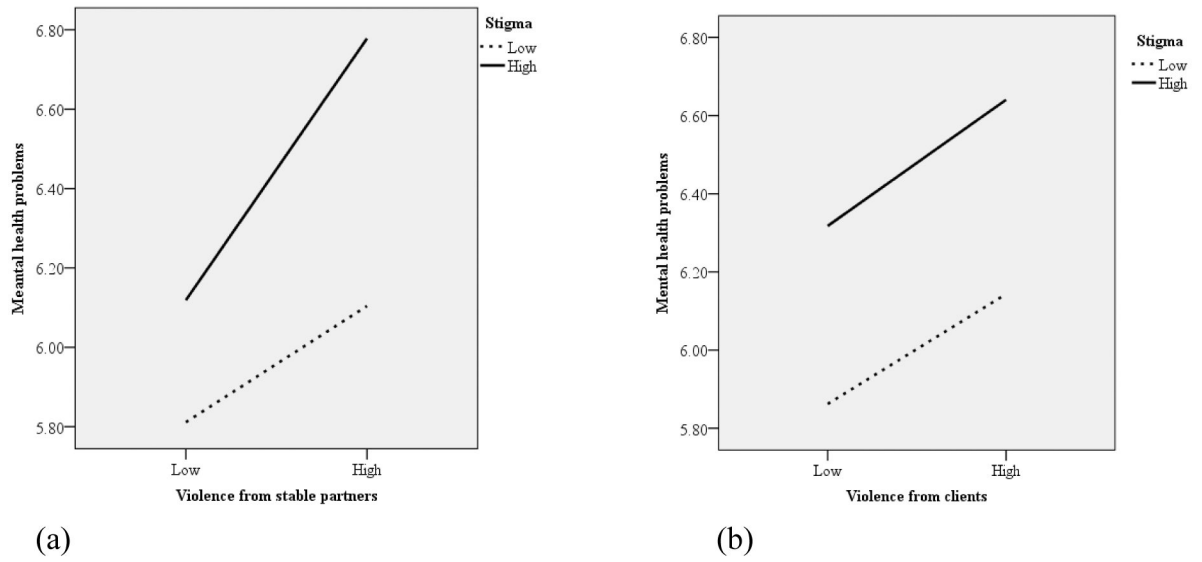 6.80
6.60
6.40
6.20
6.00
5.80
Meantal health problems
Low
High
Violence from stable partners
Stigma
Low
High
(a)
6.80
6.60
6.40
6.20
6.00
5.80
Mental health problems
Low
High
Violence from clients
Stigma
Low
High
(b)